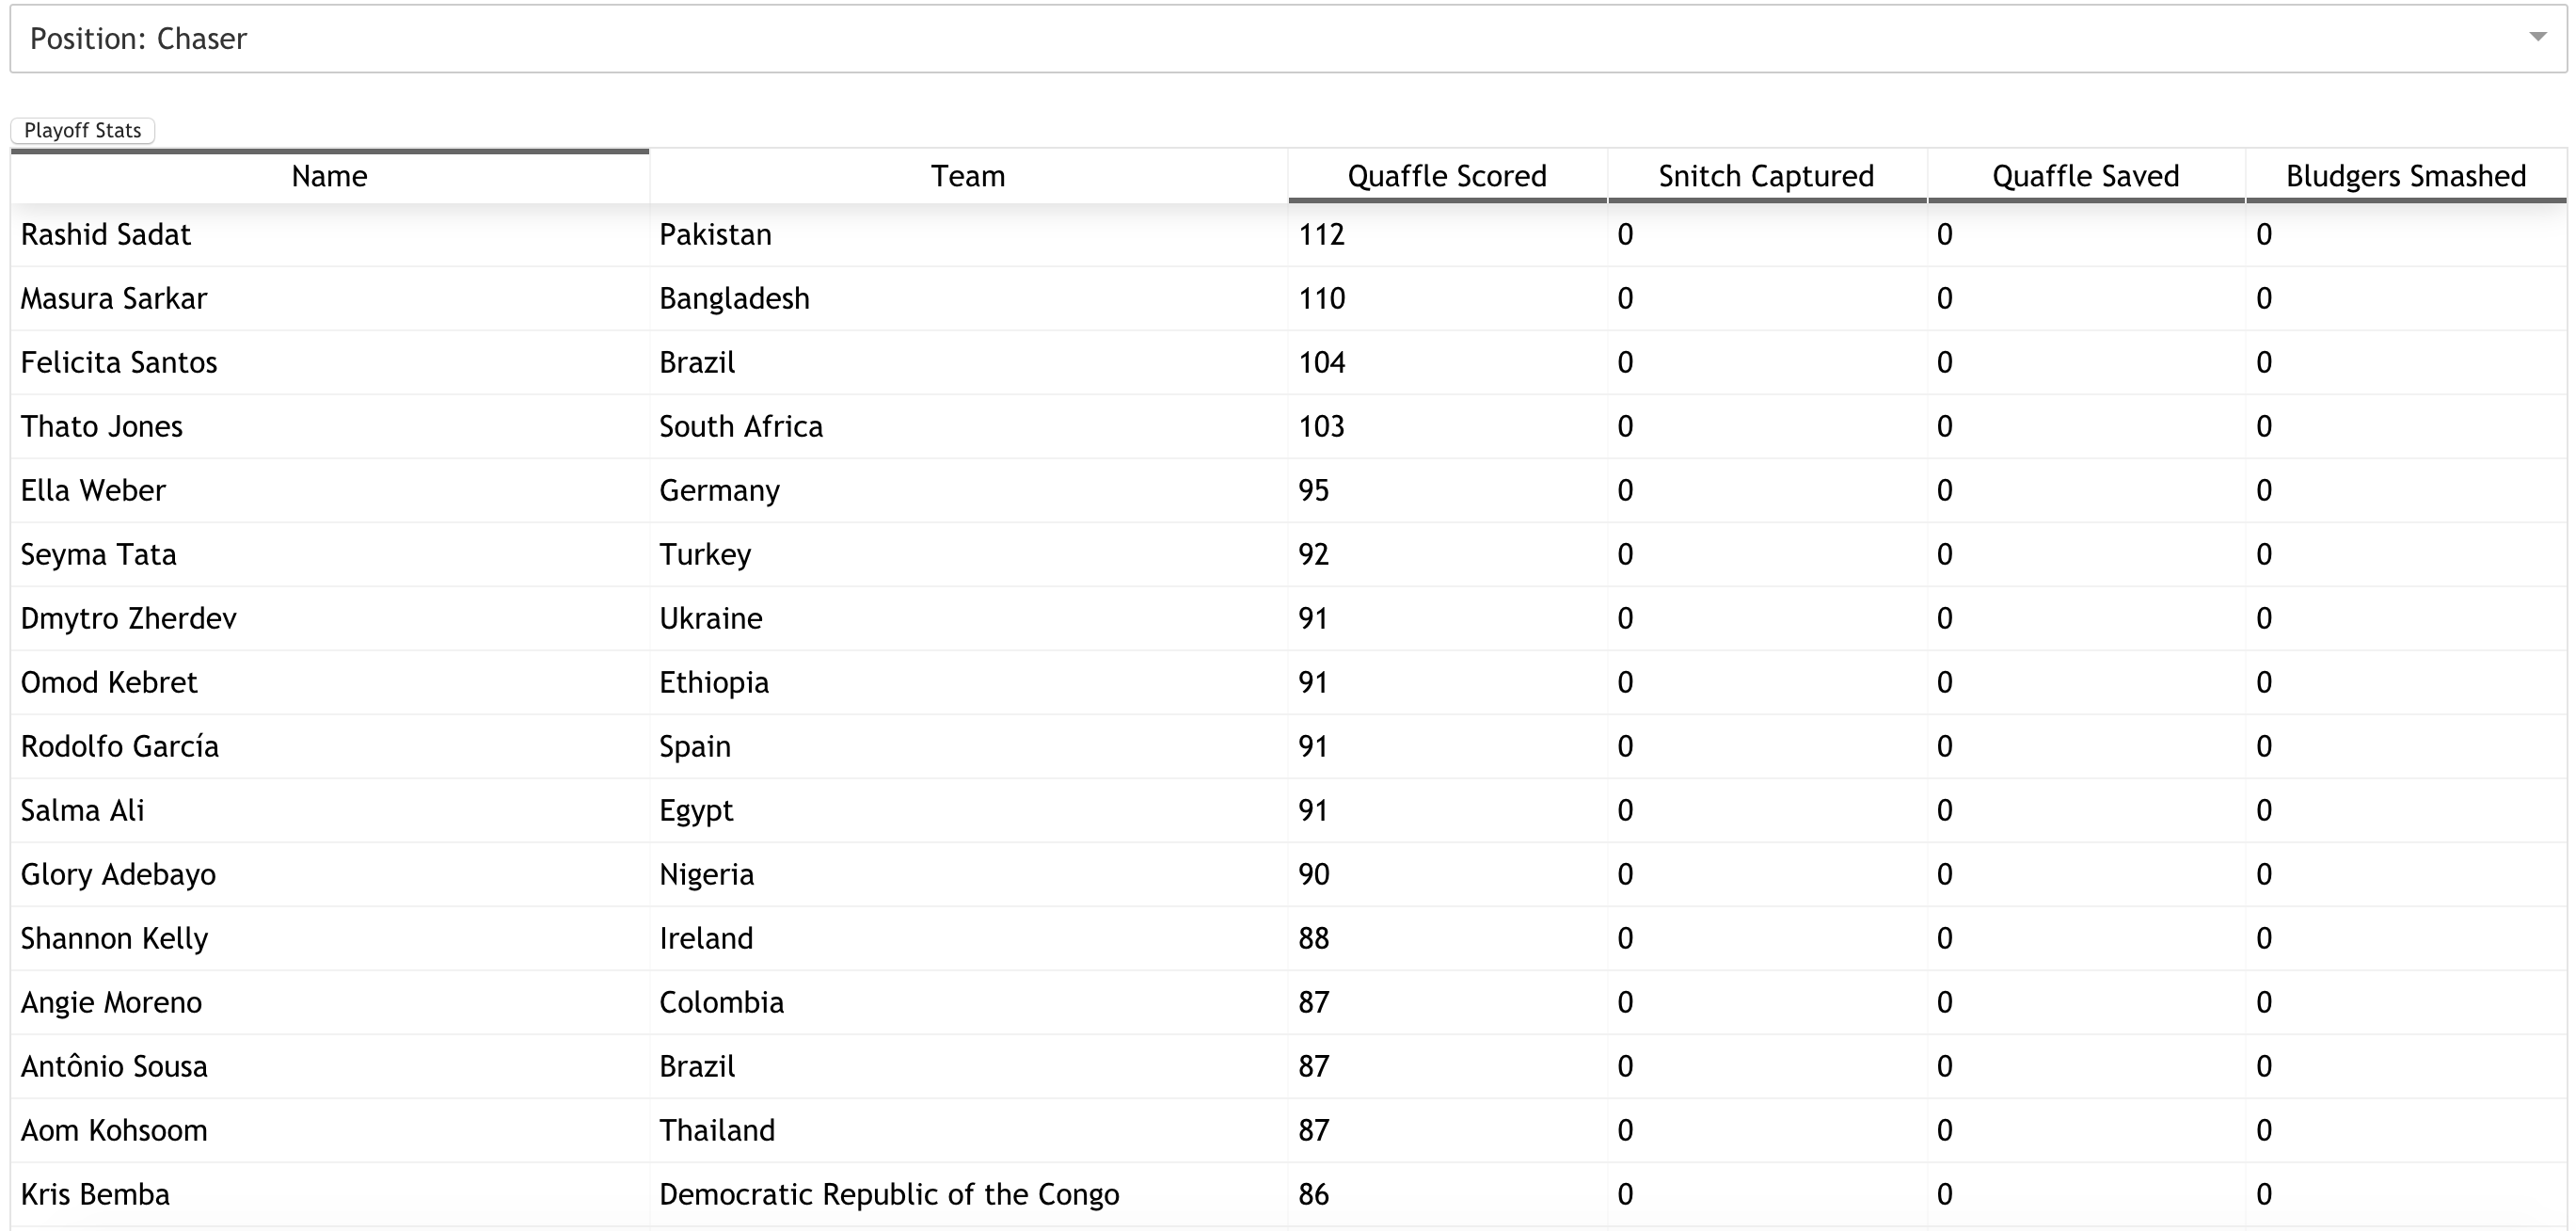 Position: Chaser
Playoff Stats
Name Team Quaffle Scored Snitch Captured Quaffle Saved Bludgers Smashed
Rashid Sadat Pakistan 112 0 0 0
Masura Sarkar Bangladesh 110 0 0 0
Felicita Santos Brazil 104 0 0 0
Thato Jones South Africa 103 0 0 0
Ella Weber Germany 95 0 0 0
Seyma Tata Turkey 92 0 0 0
Dmytro Zherdev Ukraine 91 0 0 0
Omod Kebret Ethiopia 91 0 0 0
Rodolfo García Spain 91 0 0 0
Salma Ali Egypt 91 0 0 0
Glory Adebayo Nigeria 90 0 0 0
Shannon Kelly Ireland 88 0 0 0
Angie Moreno Colombia 87 0 0 0
Antônio Sousa Brazil 87 0 0 0
Aom Kohsoom Thailand 87 0 0 0
Kris Bemba Democratic Republic of the Congo 86 0 0 0